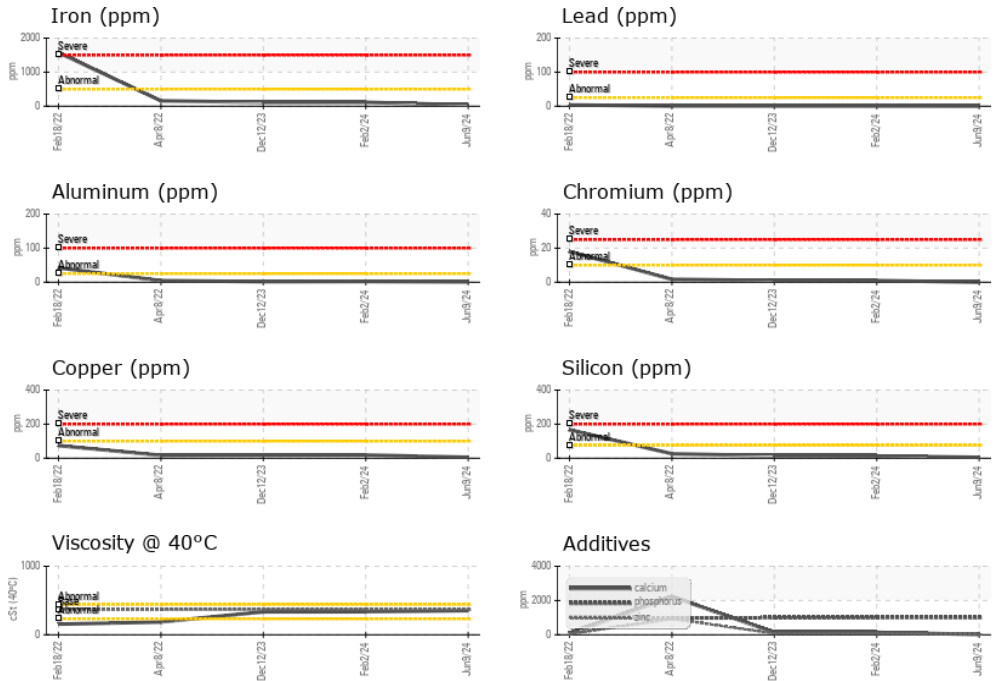 Iron (ppm)
2000
1000
0
ppm
Severe
Abnormal
Feb18/22
Apr8/22
Dec12/23
Feb2/24
Jun9/24
Lead (ppm)
200
100
0
ppm
Severe
Abnormal
Feb18/22
Apr8/22
Dec12/23
Feb2/24
Jun9/24
Aluminum (ppm)
200
100
0
ppm
Severe
Abnormal
Feb18/22
Apr8/22
Dec12/23
Feb2/24
Jun9/24
Chromium (ppm)
40
20
0
ppm
Severe
Abnormal
Feb18/22
Apr8/22
Dec12/23
Feb2/24
Jun9/24
Copper (ppm)
400
200
0
ppm
Severe
Abnormal
Feb18/22
Apr8/22
Dec12/23
Feb2/24
Jun9/24
Silicon (ppm)
400
200
0
ppm
Severe
Abnormal
Feb18/22
Apr8/22
Dec12/23
Feb2/24
Jun9/24
Viscosity @ 40°C
1000
500
0
cSt (40°C)
Abnormal
Base
Abnormal
Feb18/22
Apr8/22
Dec12/23
Feb2/24
Jun9/24
Additives
4000
2000
0
ppm
calcium
phosphorus
zinc
Feb18/22
Apr8/22
Dec12/23
Feb2/24
Jun9/24